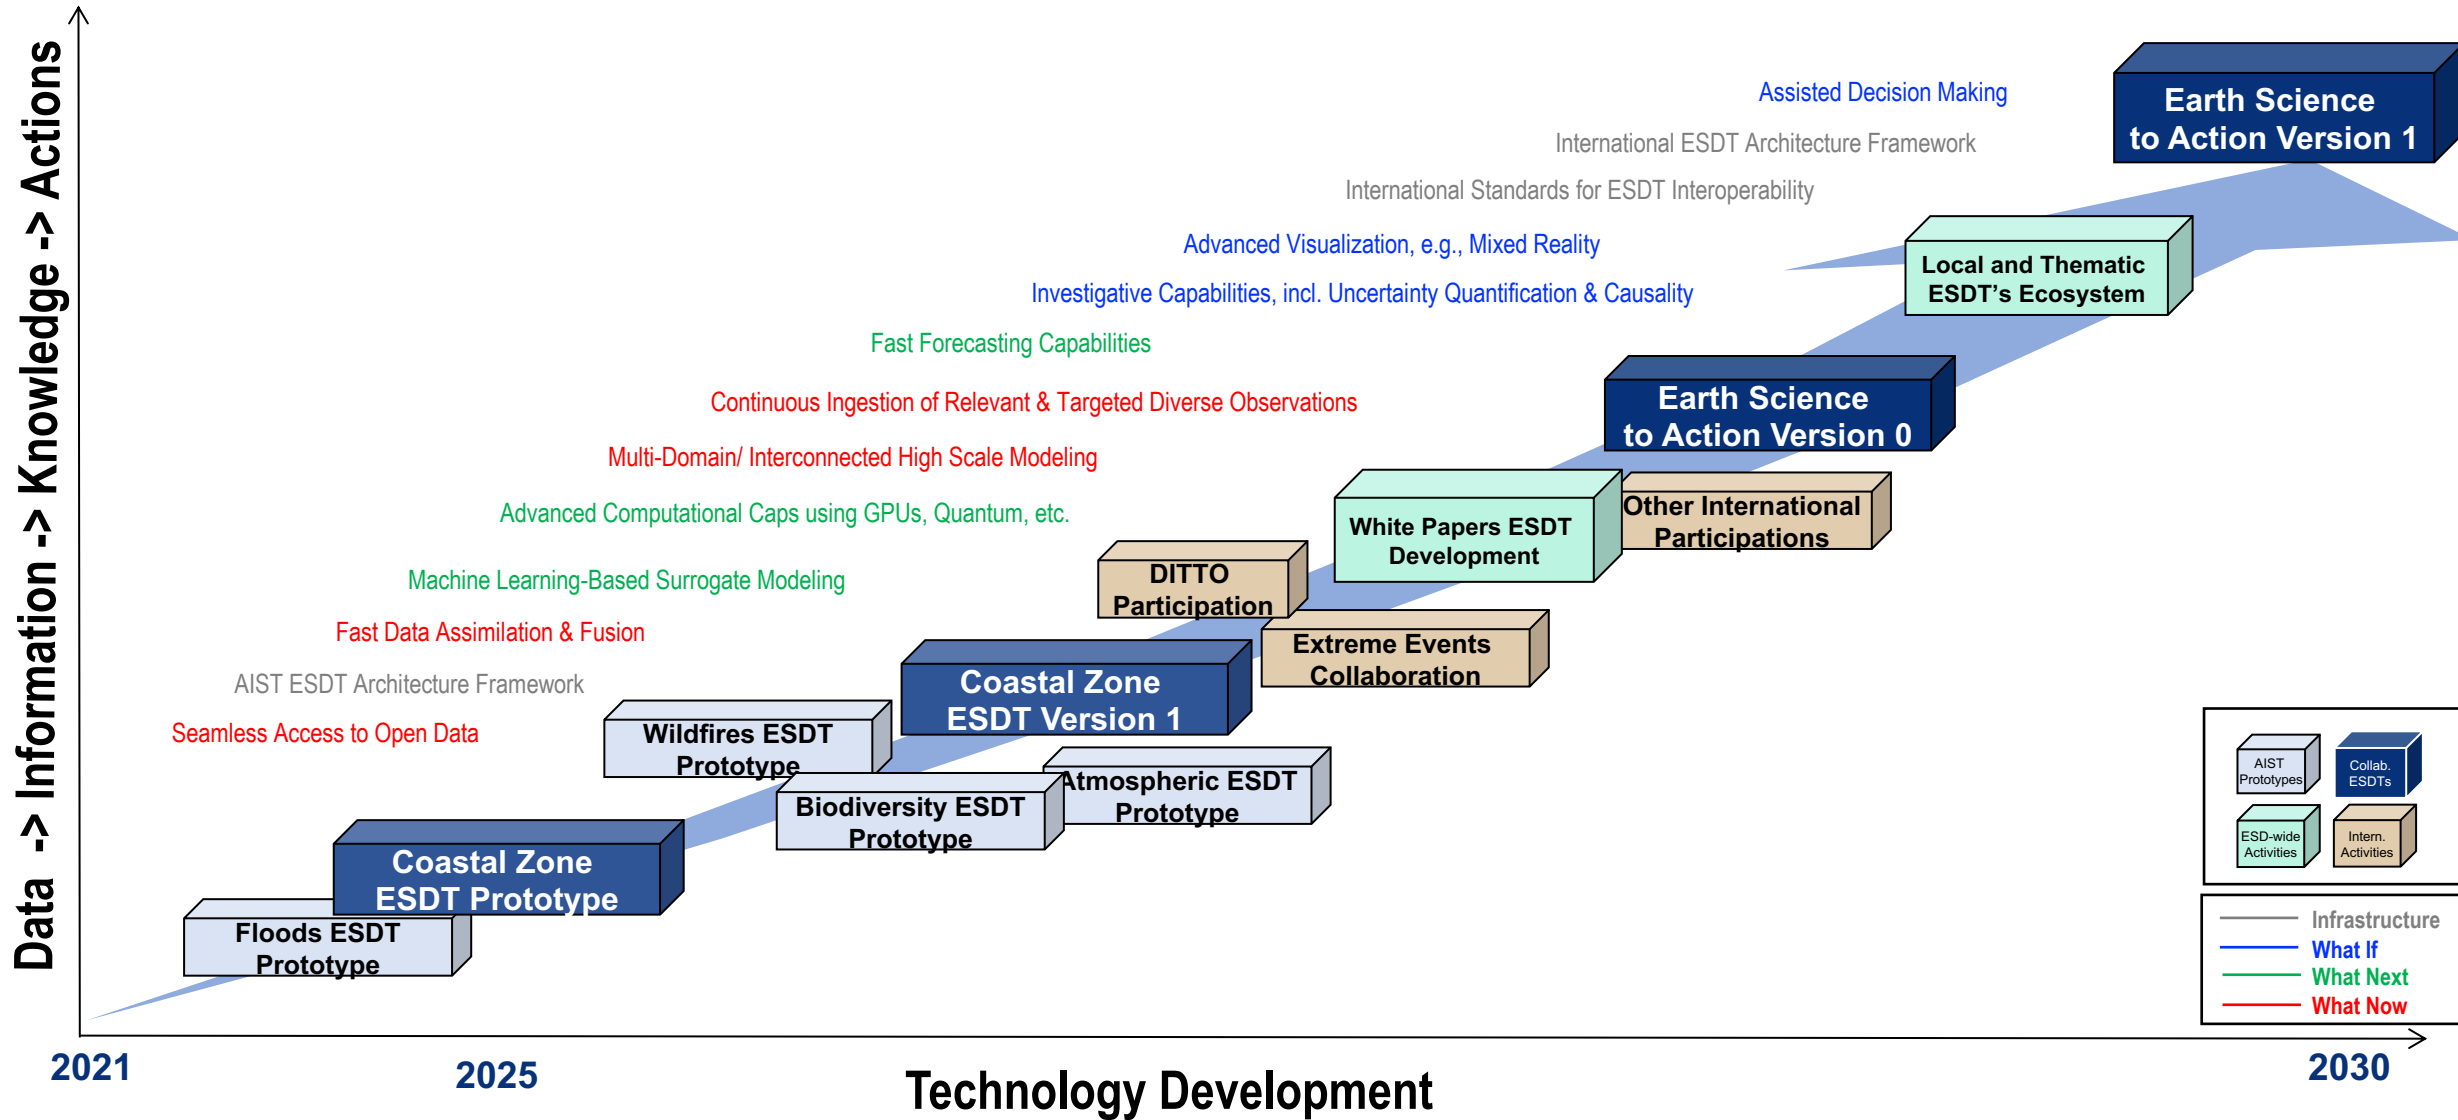 Data -> Information -> Knowledge -> Actions
Assisted Decision Making
International ESDT Architecture Framework
International Standards for ESDT Interoperability
Advanced Visualization, e.g., Mixed Reality
Investigative Capabilities, incl. Uncertainty Quantification & Causality
Fast Forecasting Capabilities
Continuous Ingestion of Relevant & Targeted Diverse Observations
Multi-Domain/ Interconnected High Scale Modeling
Advanced Computational Caps using GPUs, Quantum, etc.
Machine Learning-Based Surrogate Modeling
Fast Data Assimilation & Fusion
AIST ESDT Architecture Framework
Seamless Access to Open Data
Earth Science
to Action Version 1
Local and Thematic
ESDT's Ecosystem
Earth Science
to Action Version 0
Other International
Participations
White Papers ESDT
Development
DITTO
Participation
Extreme Events
Collaboration
Coastal Zone
ESDT Version 1
Wildfires ESDT
Prototype
Atmospheric ESDT
Prototype
Biodiversity ESDT
Prototype
Coastal Zone
ESDT Prototype
Floods ESDT
Prototype
AIST
Prototypes
Collab.
ESDTs
ESD-wide
Activities
Intern.
Activities
Infrastructure
What If
What Next
What Now
2021
2025
2030
Technology Development